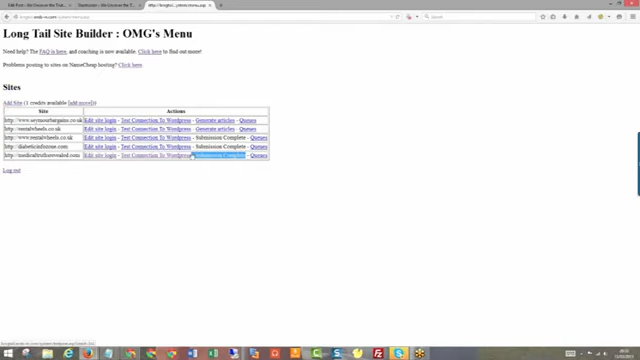 Long Tail Site Builder : OMG's Menu
Need help? The FAQ is here, and coaching is now available. Click here to find out more!
Problems posting to sites on NameCheap hosting? Click here.
Sites
Add Site (1 credits available [add more])
Site Actions
http://www.seymourbargains.co.uk Edit site login - Test Connection To Wordpress - Generate articles - Queues
http://rentalwheels.co.uk Edit site login - Test Connection To Wordpress - Generate articles - Queues
http://www.rentalwheels.co.uk Edit site login - Test Connection To Wordpress - Submission Complete - Queues
http://diabeticinfozone.com Edit site login - Test Connection To Wordpress - Submission Complete - Queues
http://medicaltruthrevealed.com Edit site login - Test Connection To Wordpress - Submission Complete - Queues
Log out